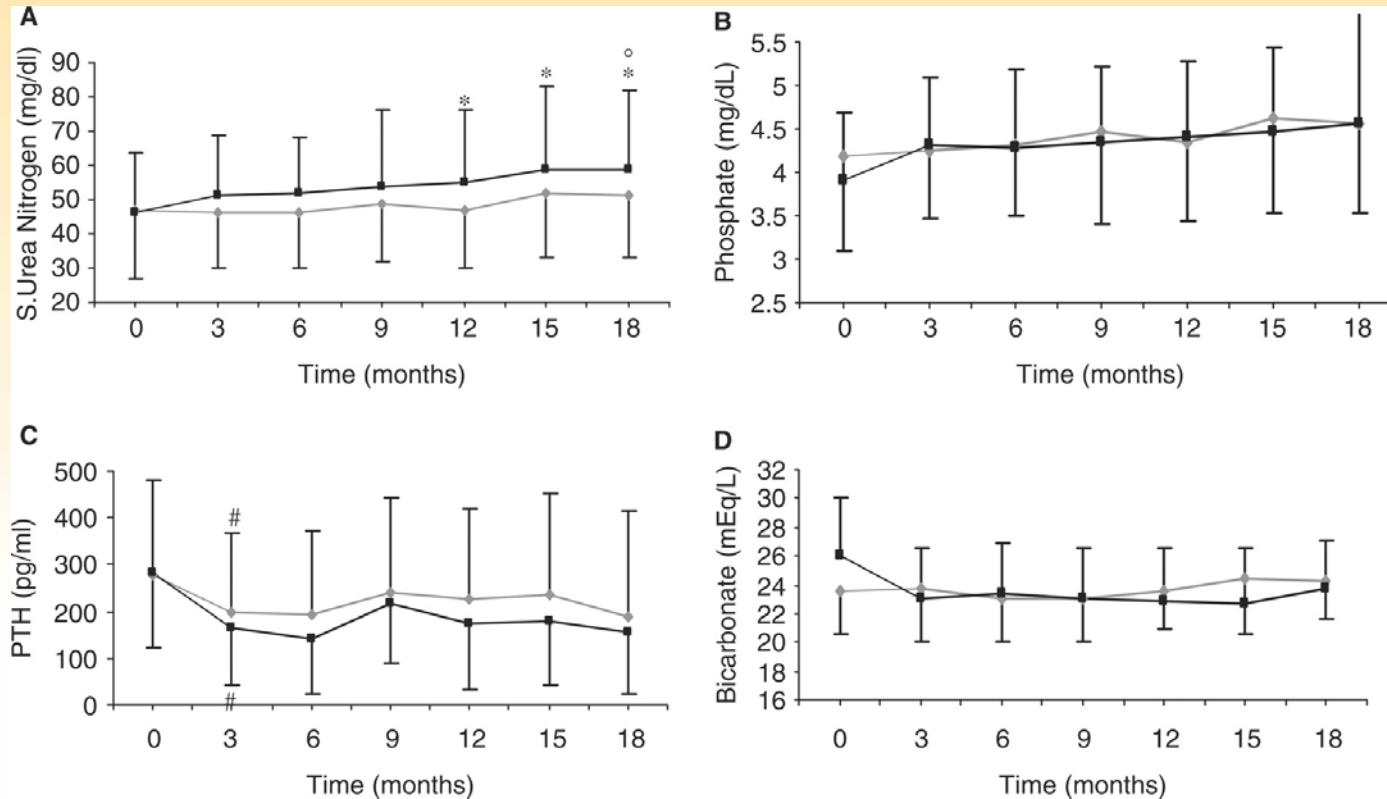 A
S.Urea Nitrogen (mg/dl)
90
80
70
60
50
40
30
20
*
*
°
*
0 3 6 9 12 15 18
Time (months)
B
Phosphate (mg/dL)
5.5
5
4.5
4
3.5
3
2.5
0 3 6 9 12 15 18
Time (months)
C
PTH (pg/ml)
500
400
300
200
100
0
#
#
0 3 6 9 12 15 18
Time (months)
D
Bicarbonate (mEq/L)
32
30
28
26
24
22
20
18
16
0 3 6 9 12 15 18
Time (months)